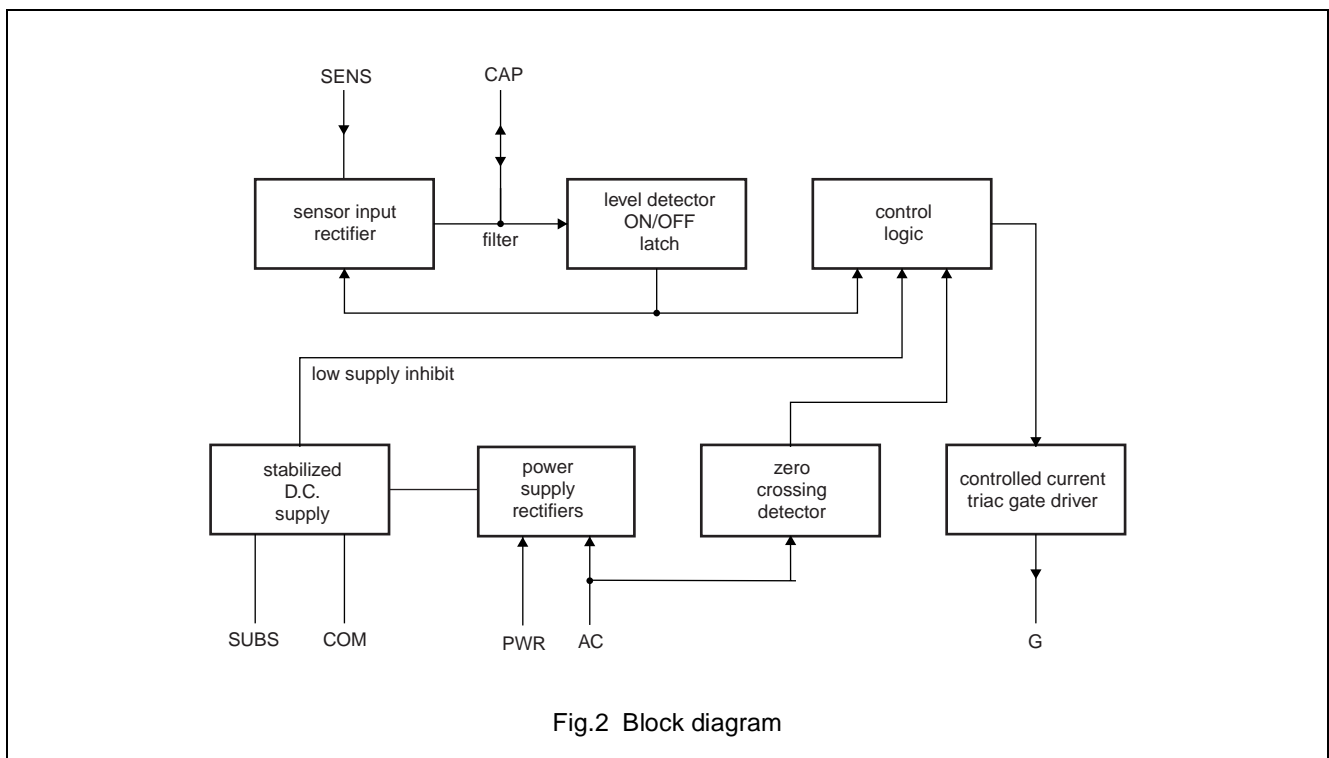 SENS
CAP
sensor input
rectifier
filter
level detector
ON/OFF
latch
control
logic
low supply inhibit
stabilized
D.C.
supply
power
supply
rectifiers
zero
crossing
detector
controlled current
triac gate driver
SUBS
COM
PWR
AC
G
Fig.2 Block diagram